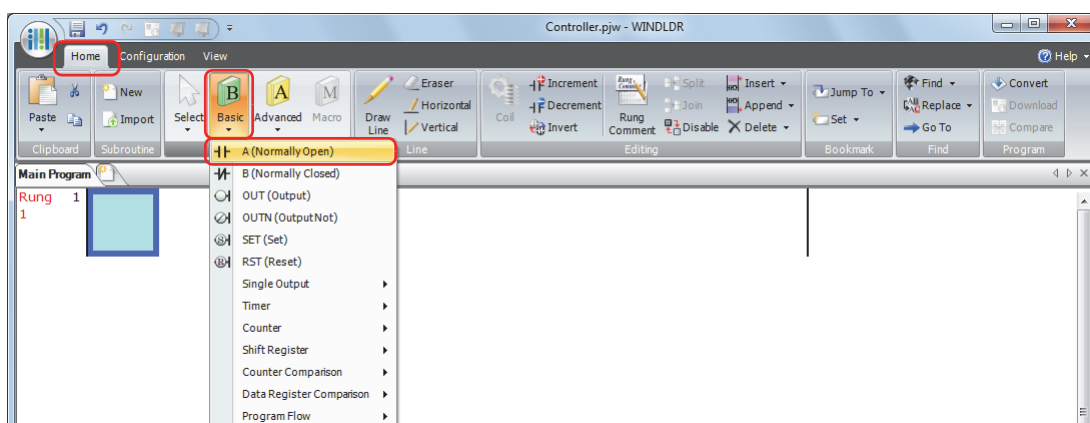 Controller.pjw - WINDLDR
Home Configuration View Help
Paste New Import Select Basic Advanced Macro Draw Line Eraser Horizontal Vertical Coil Increment Decrement Invert Rung Comment Split Join Disable Insert Append Delete Jump To Set Find Replace Go To Convert Download Compare
Clipboard Subroutine Line Editing Bookmark Find Program
Main Program
A (Normally Open)
B (Normally Closed)
OUT (Output)
OUTN (Output Not)
SET (Set)
RST (Reset)
Single Output
Timer
Counter
Shift Register
Counter Comparison
Data Register Comparison
Program Flow
Rung 1
1